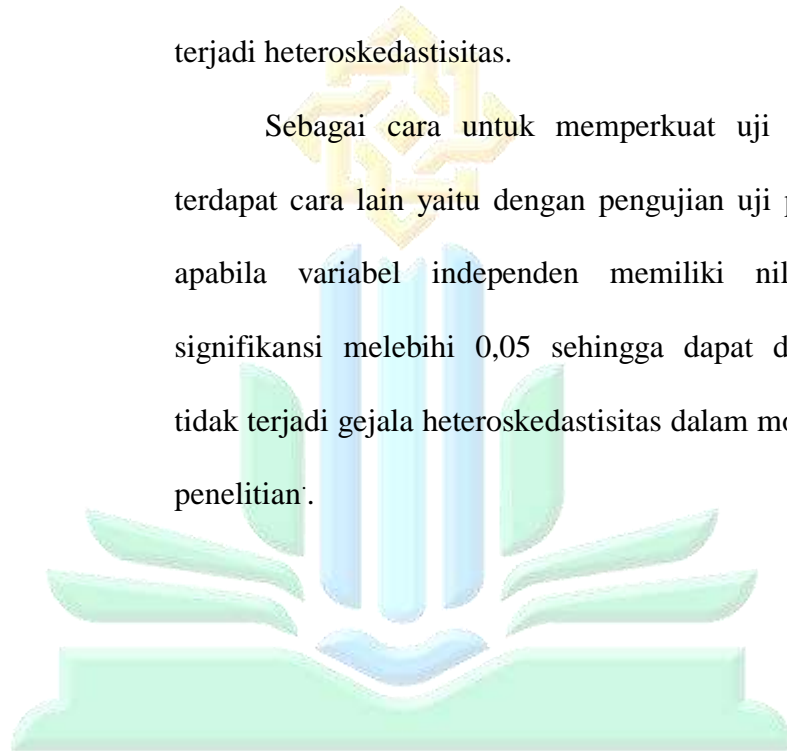 terjadi heteroskedastisitas.
Sebagai cara untuk memperkuat uji
terdapat cara lain yaitu dengan pengujian uji
apabila variabel independen memiliki
signifikansi melebihi 0,05 sehingga dapat
tidak terjadi gejala heteroskedastisitas dalam
penelitian.